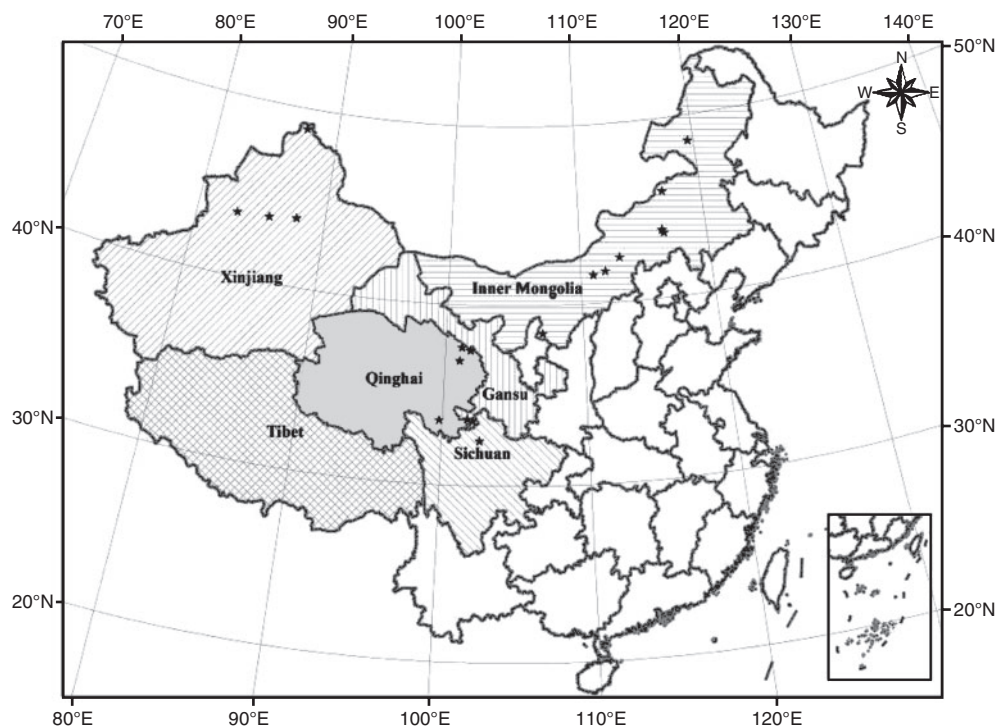 70°E 80°E 90°E 100°E 110°E 120°E 130°E 140°E
50°N
N
W E
S
40°N
40°N
Xinjiang
Inner Mongolia
Qinghai
Gansu
30°N
30°N
Tibet
Sichuan
20°N
20°N
80°E 90°E 100°E 110°E 120°E